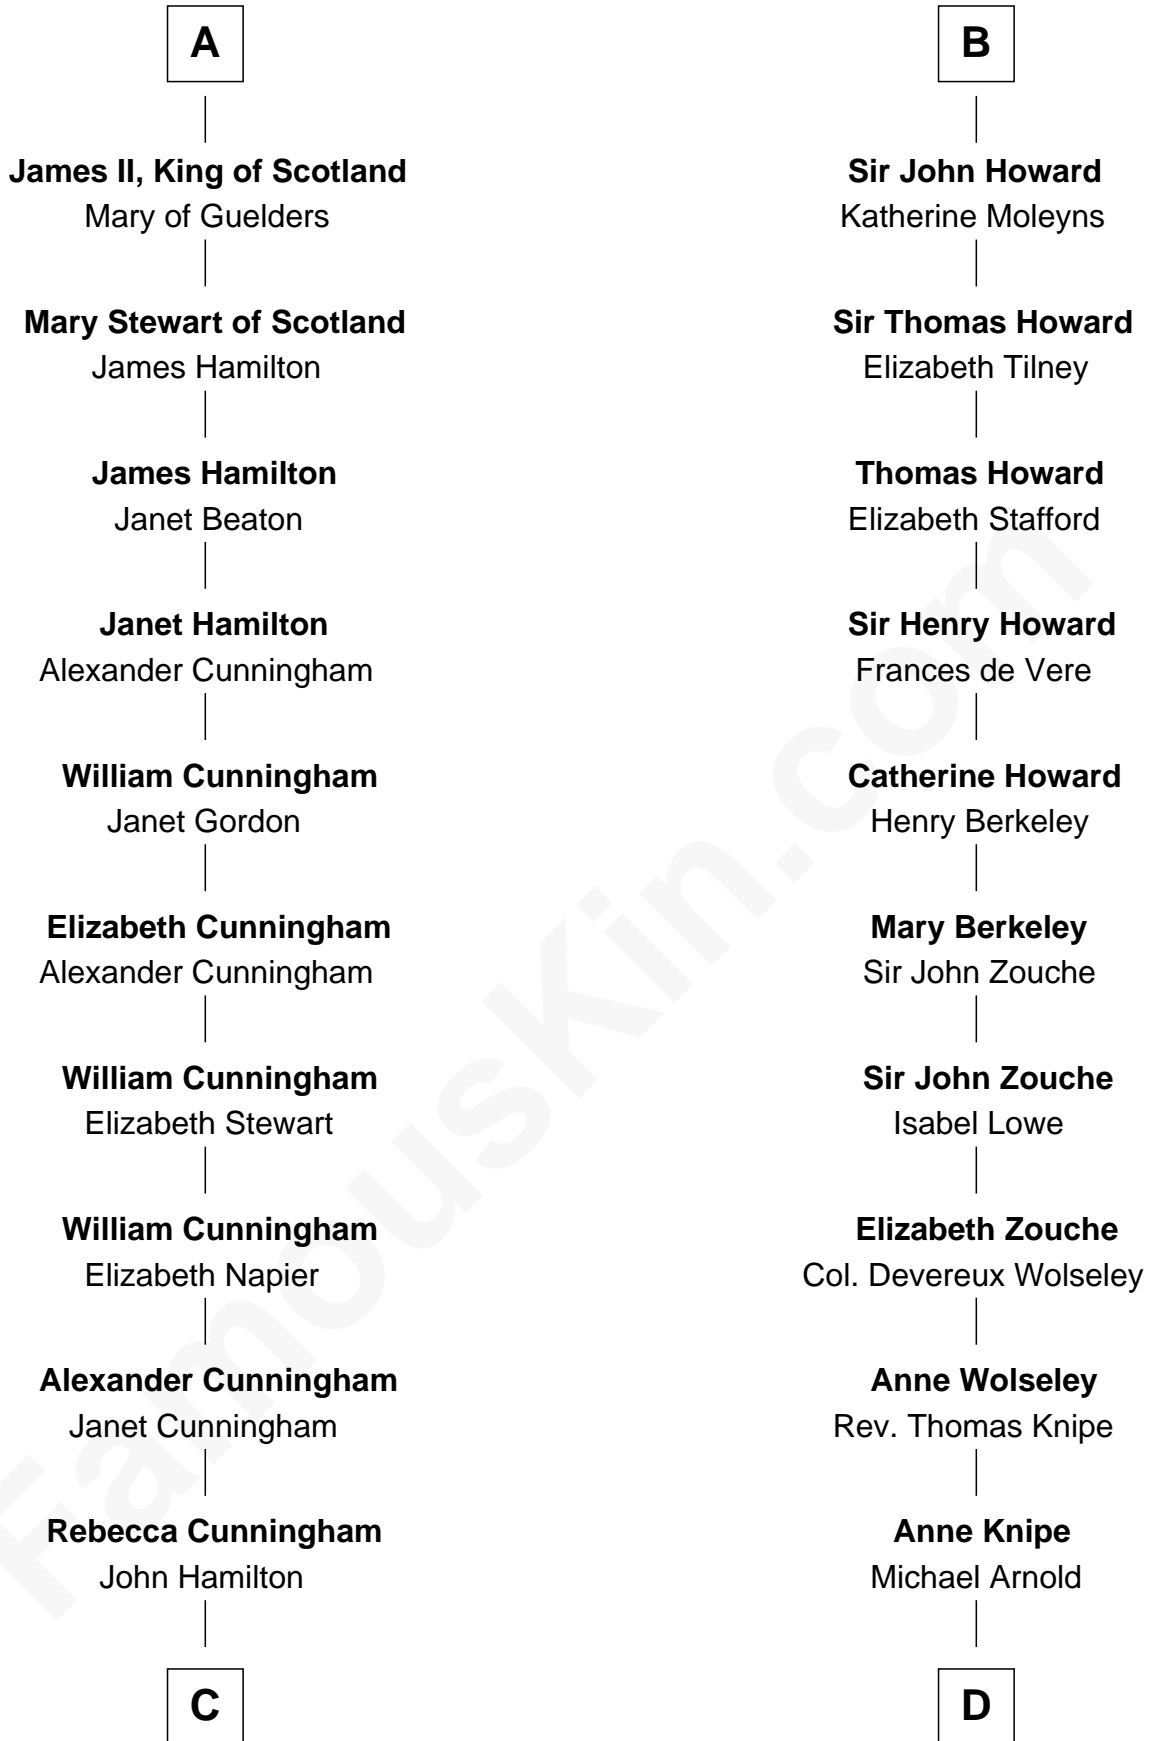 A
James II, King of Scotland
Mary of Guelders
Mary Stewart of Scotland
James Hamilton
James Hamilton
Janet Beaton
Janet Hamilton
Alexander Cunningham
William Cunningham
Janet Gordon
Elizabeth Cunningham
Alexander Cunningham
William Cunningham
Elizabeth Stewart
William Cunningham
Elizabeth Napier
Alexander Cunningham
Janet Cunningham
Rebecca Cunningham
John Hamilton
C
B
Sir John Howard
Katherine Moleyns
Sir Thomas Howard
Elizabeth Tilney
Thomas Howard
Elizabeth Stafford
Sir Henry Howard
Frances de Vere
Catherine Howard
Henry Berkeley
Mary Berkeley
Sir John Zouche
Sir John Zouche
Isabel Lowe
Elizabeth Zouche
Col. Devereux Wolseley
Anne Wolseley
Rev. Thomas Knipe
Anne Knipe
Michael Arnold
D
FamousKin.com